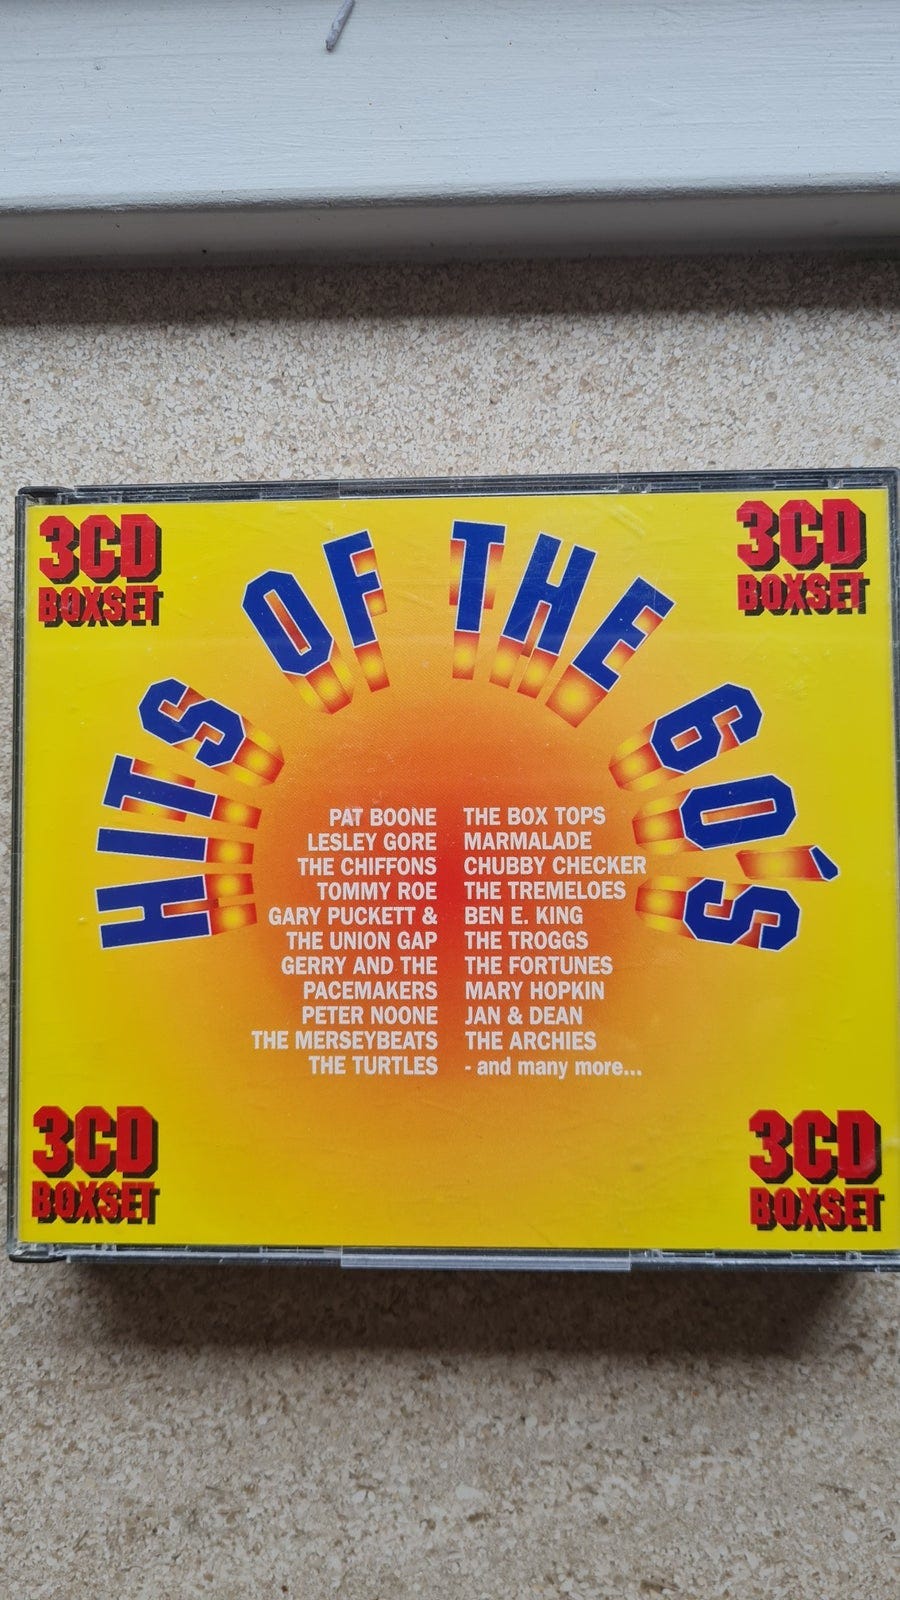 3CD
BOXSET
3CD
BOXSET
HITS OF THE 60'S
PAT BOONE
LESLEY GORE
THE CHIFFONS
TOMMY ROE
GARY PUCKETT &
THE UNION GAP
GERRY AND THE
PACEMAKERS
PETER NOONE
THE MERSEYBEATS
THE TURTLES
THE BOX TOPS
MARMALADE
CHUBBY CHECKER
THE TREMELOES
BEN E. KING
THE TROGGS
THE FORTUNES
MARY HOPKIN
JAN & DEAN
THE ARCHIES
- and many more...
3CD
BOXSET
3CD
BOXSET